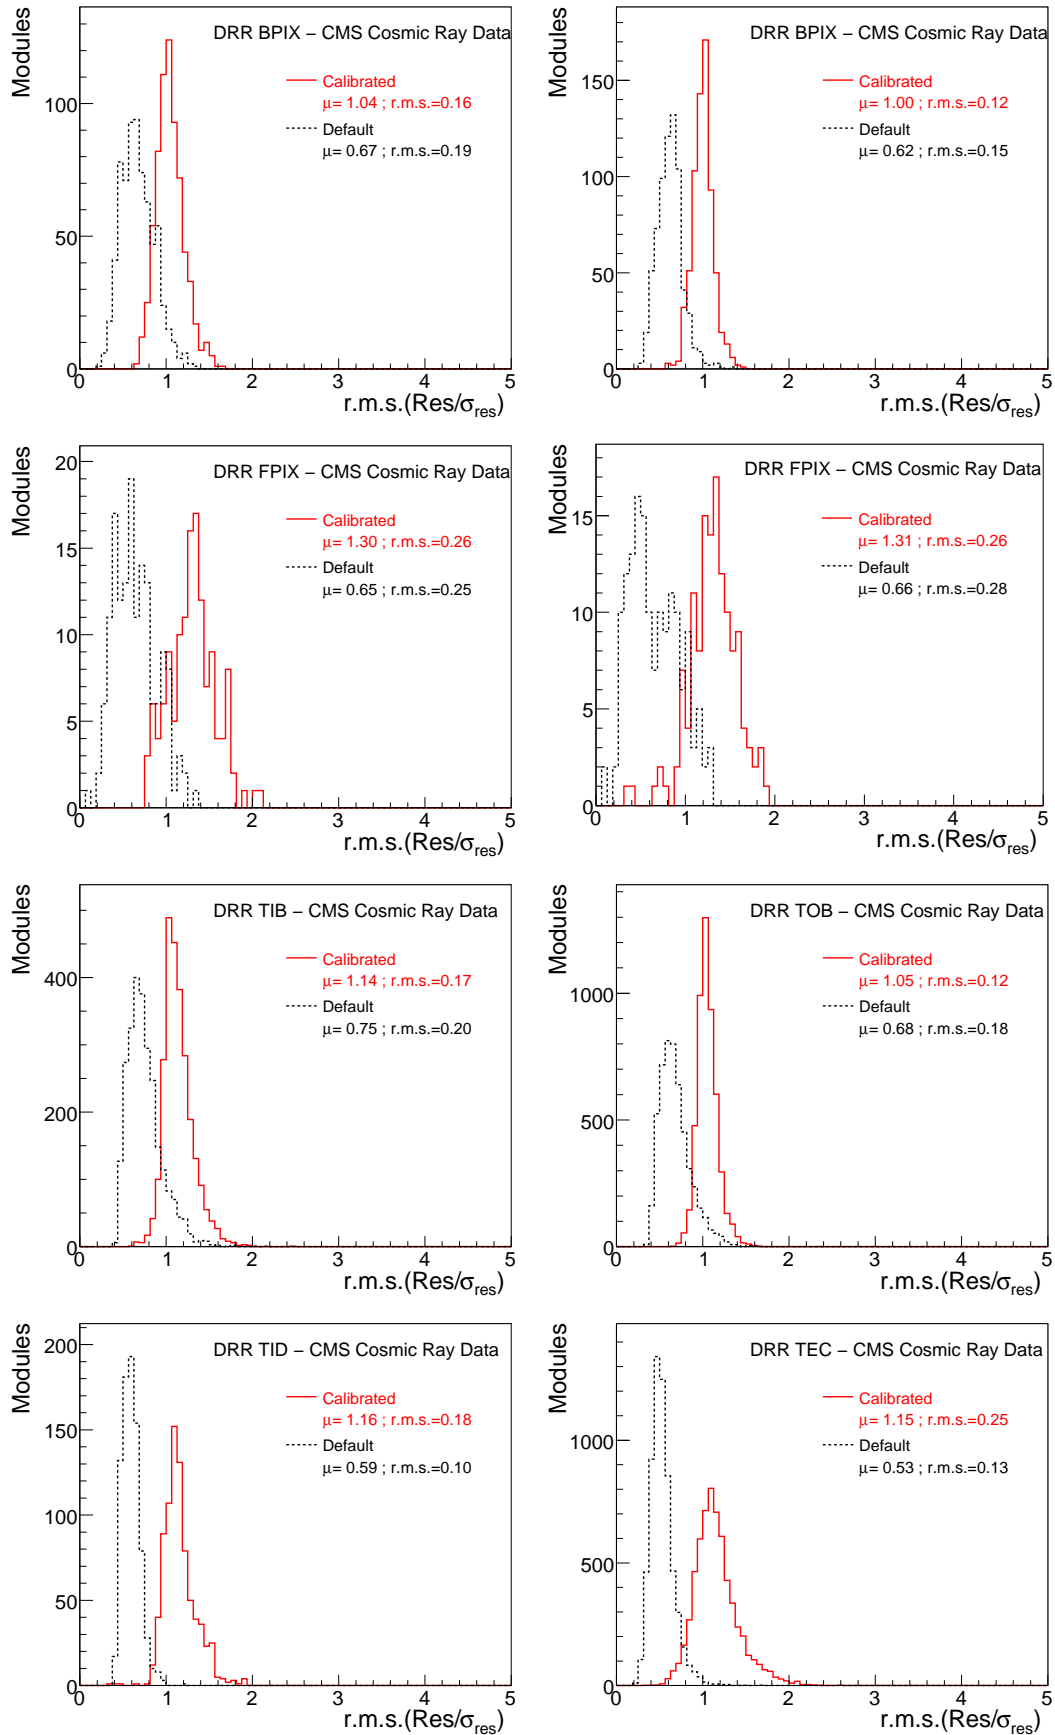 DRR BPIX − CMS Cosmic Ray Data
Modules
Calibrated
μ= 1.04 ; r.m.s.=0.16
Default
μ= 0.67 ; r.m.s.=0.19
100
50
0
0 1 2 3 4 5
r.m.s.(Res/σres)
DRR BPIX − CMS Cosmic Ray Data
Modules
Calibrated
μ= 1.00 ; r.m.s.=0.12
Default
μ= 0.62 ; r.m.s.=0.15
150
100
50
0
0 1 2 3 4 5
r.m.s.(Res/σres)
DRR FPIX − CMS Cosmic Ray Data
Modules
Calibrated
μ= 1.30 ; r.m.s.=0.26
Default
μ= 0.65 ; r.m.s.=0.25
20
15
10
5
0
0 1 2 3 4 5
r.m.s.(Res/σres)
DRR FPIX − CMS Cosmic Ray Data
Modules
Calibrated
μ= 1.31 ; r.m.s.=0.26
Default
μ= 0.66 ; r.m.s.=0.28
15
10
5
0
0 1 2 3 4 5
r.m.s.(Res/σres)
DRR TIB − CMS Cosmic Ray Data
Modules
Calibrated
μ= 1.14 ; r.m.s.=0.17
Default
μ= 0.75 ; r.m.s.=0.20
400
200
0
0 1 2 3 4 5
r.m.s.(Res/σres)
DRR TOB − CMS Cosmic Ray Data
Modules
Calibrated
μ= 1.05 ; r.m.s.=0.12
Default
μ= 0.68 ; r.m.s.=0.18
1000
500
0
0 1 2 3 4 5
r.m.s.(Res/σres)
DRR TID − CMS Cosmic Ray Data
Modules
Calibrated
μ= 1.16 ; r.m.s.=0.18
Default
μ= 0.59 ; r.m.s.=0.10
200
150
100
50
0
0 1 2 3 4 5
r.m.s.(Res/σres)
DRR TEC − CMS Cosmic Ray Data
Modules
Calibrated
μ= 1.15 ; r.m.s.=0.25
Default
μ= 0.53 ; r.m.s.=0.13
1000
500
0
0 1 2 3 4 5
r.m.s.(Res/σres)